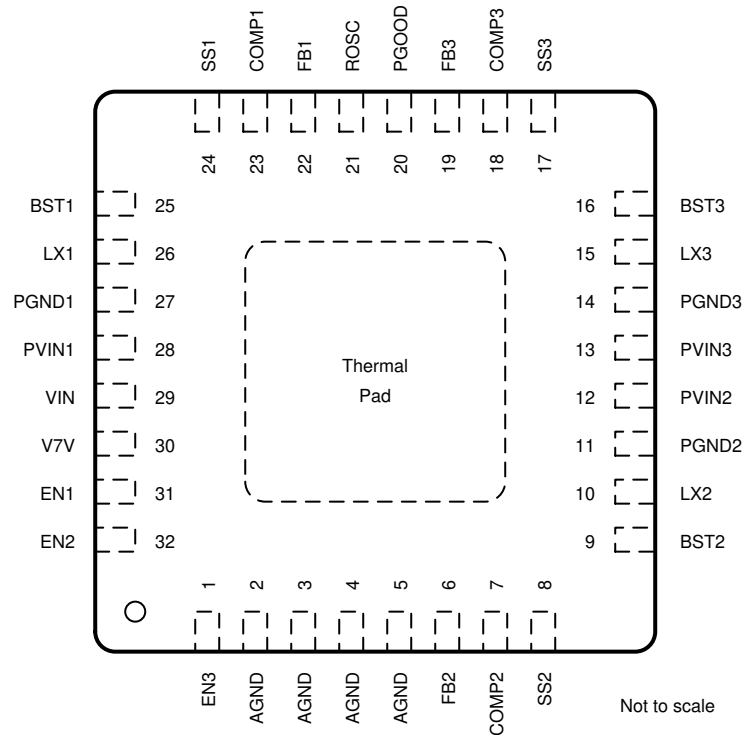 SS1
COMP1
FB1
ROSC
PGOOD
FB3
COMP3
SS3
24
23
22
21
20
19
18
17
BST1 25
LX1 26
PGND1 27
PVIN1 28
VIN 29
V7V 30
EN1 31
EN2 32
Thermal
Pad
16 BST3
15 LX3
14 PGND3
13 PVIN3
12 PVIN2
11 PGND2
10 LX2
9 BST2
1
2
3
4
5
6
7
8
EN3
AGND
AGND
AGND
AGND
FB2
COMP2
SS2
Not to scale